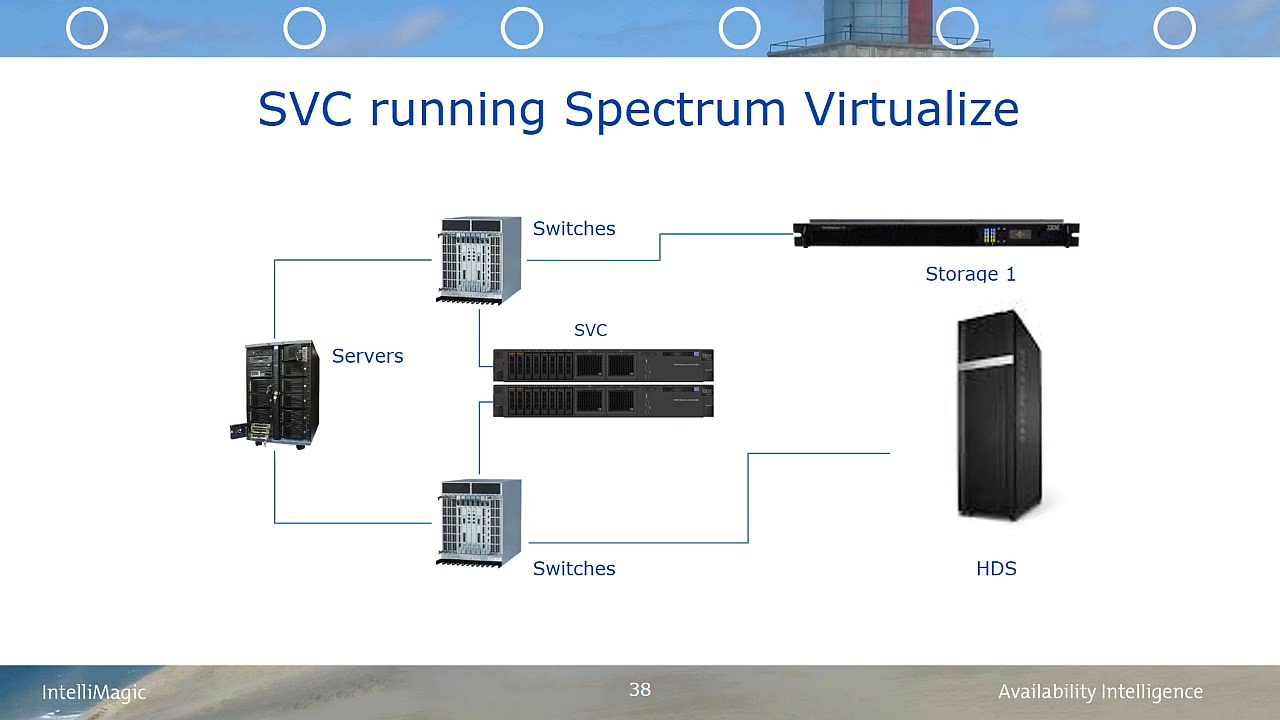 SVC running Spectrum Virtualize
Switches
Storage 1
SVC
Servers
Switches
HDS
IntelliMagic
38
Availability Intelligence